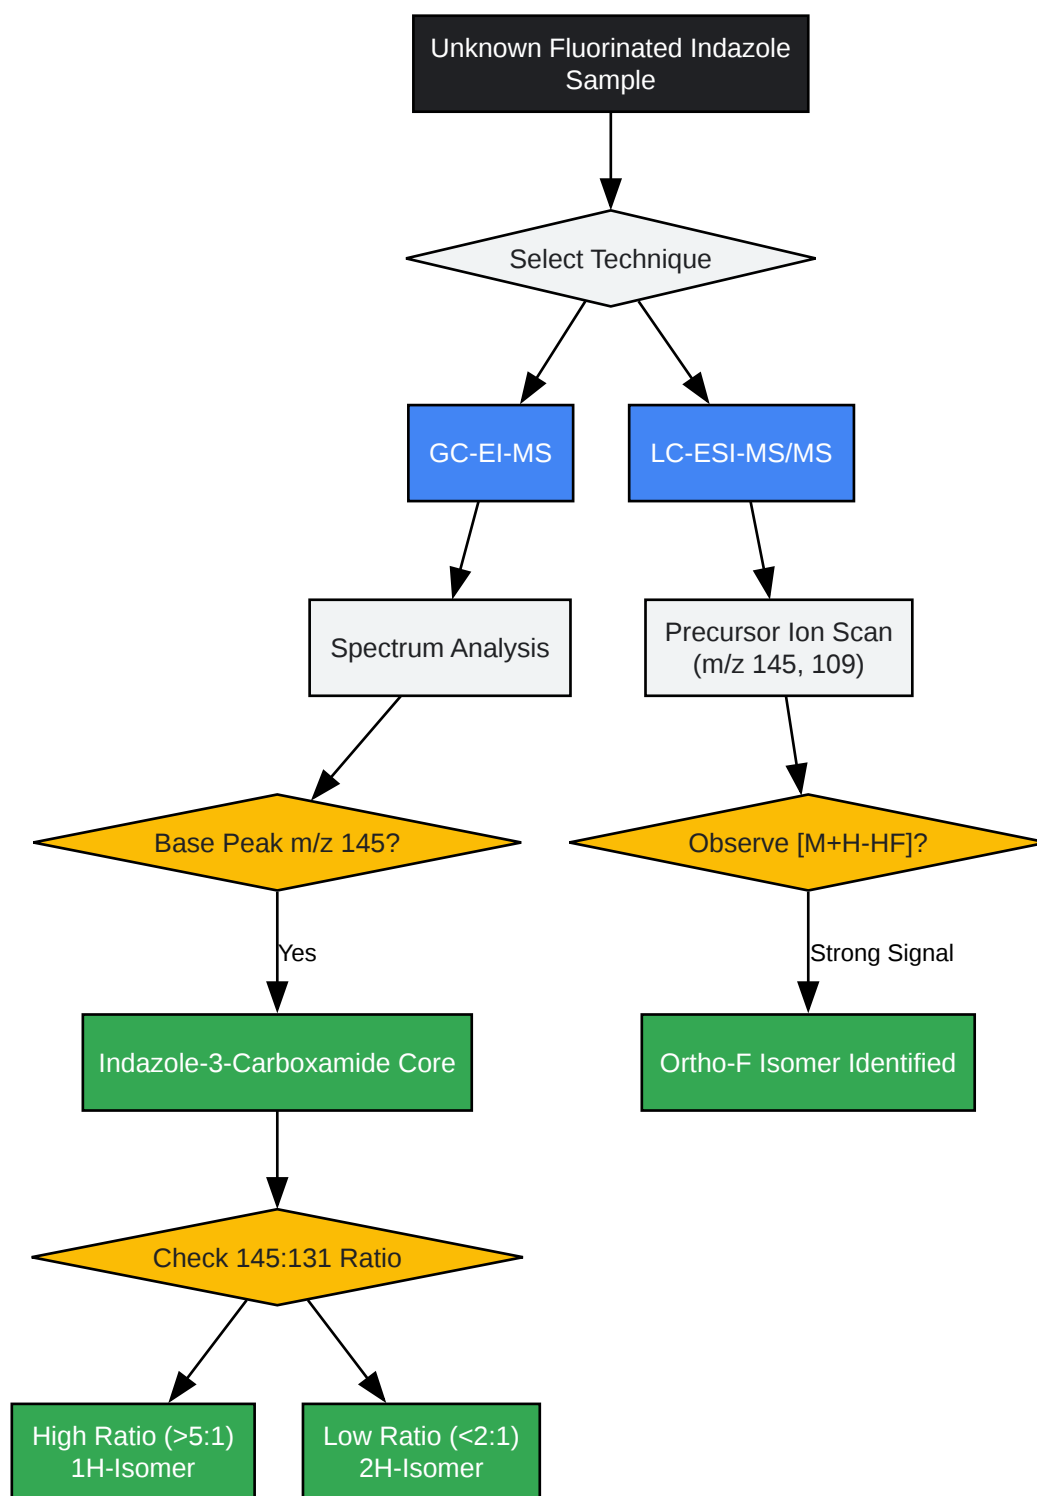 Unknown Fluorinated Indazole
Sample
Select Technique
GC-EI-MS
LC-ESI-MS/MS
Spectrum Analysis
Precursor Ion Scan
(m/z 145, 109)
Base Peak m/z 145?
Observe [M+H-HF]?
Yes
Strong Signal
Indazole-3-Carboxamide Core
Ortho-F Isomer Identified
Check 145:131 Ratio
High Ratio (>5:1)
1H-Isomer
Low Ratio (<2:1)
2H-Isomer